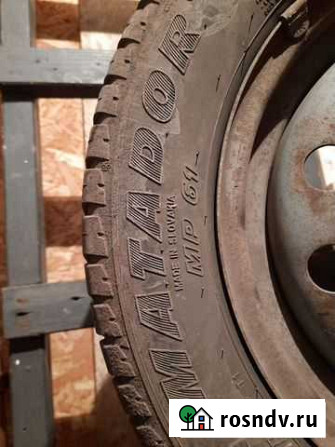 MATADOR
MADE IN SLOVAKIA
MP 61
rosndv.ru